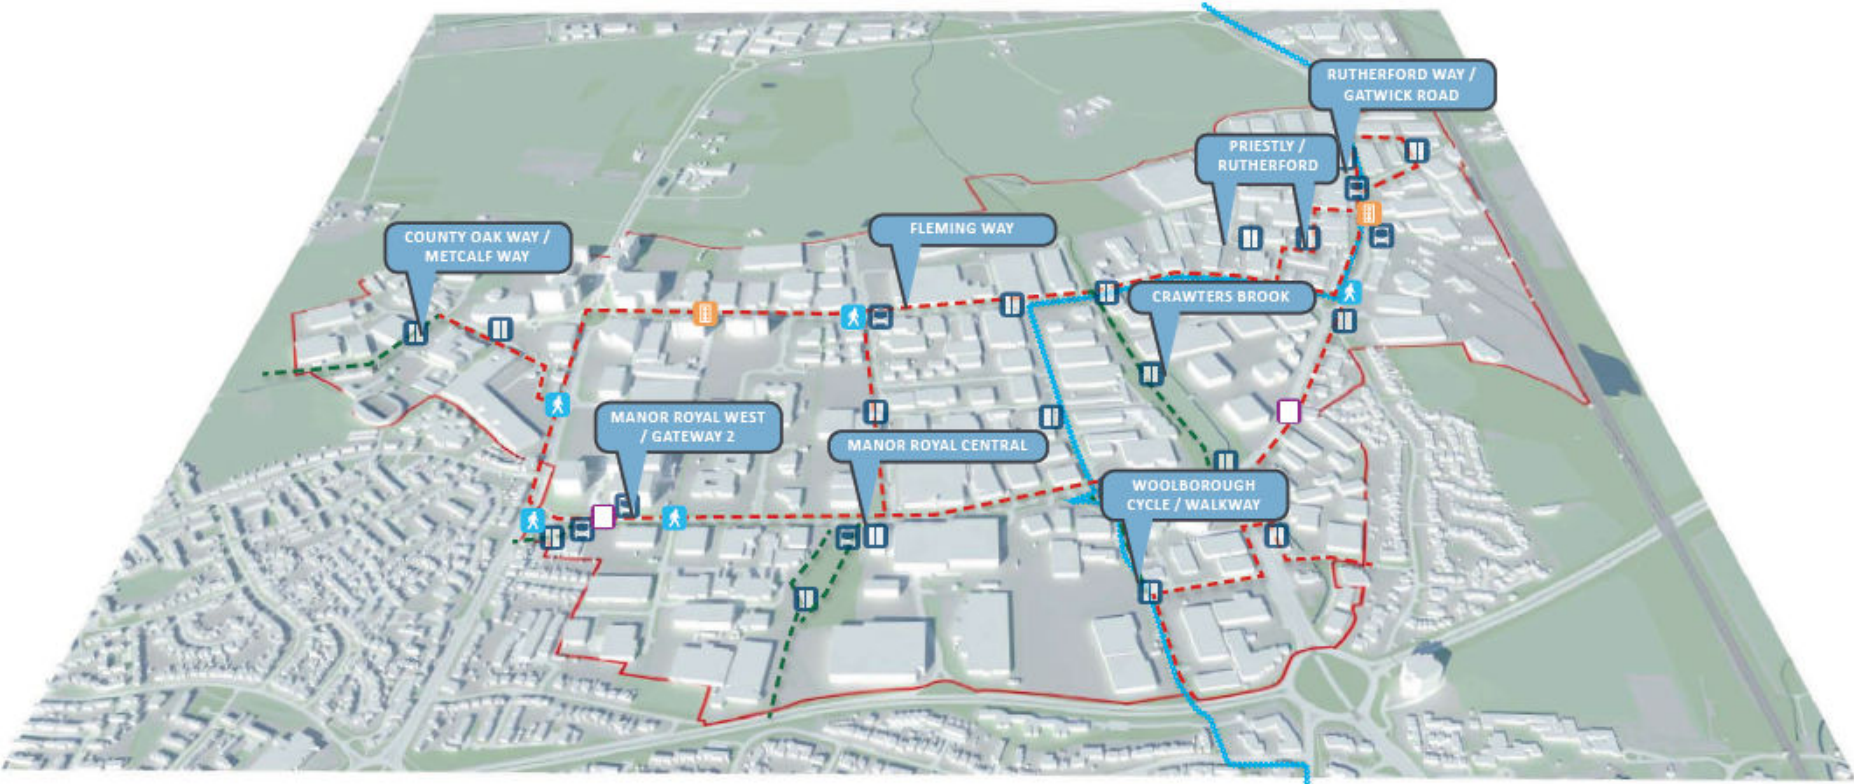 RUTHERFORD WAY /
GATWICK ROAD
PRIESTLY /
RUTHERFORD
FLEMING WAY
COUNTY OAK WAY /
METCALF WAY
CRAWTERS BROOK
MANOR ROYAL WEST
/ GATEWAY 2
MANOR ROYAL CENTRAL
WOOLBOROUGH
CYCLE / WALKWAY